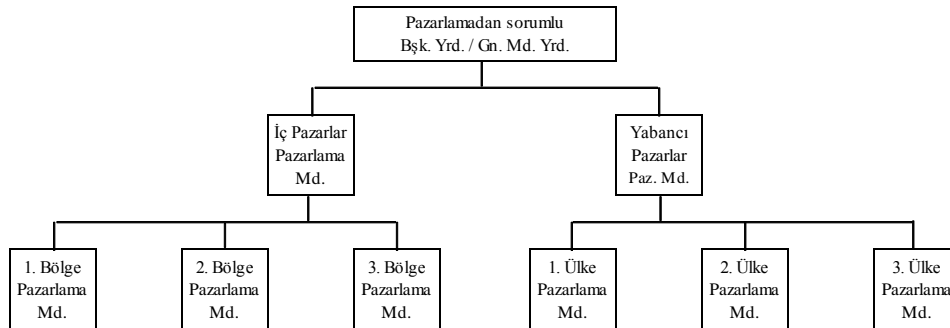 Pazarlamadan sorumlu
Bşk. Yrd. / Gn. Md. Yrd.
İç Pazarlar
Pazarlama
Md.
Yabancı
Pazarlar
Paz. Md.
1. Bölge
Pazarlama
Md.
2. Bölge
Pazarlama
Md.
3. Bölge
Pazarlama
Md.
1. Ülke
Pazarlama
Md.
2. Ülke
Pazarlama
Md.
3. Ülke
Pazarlama
Md.